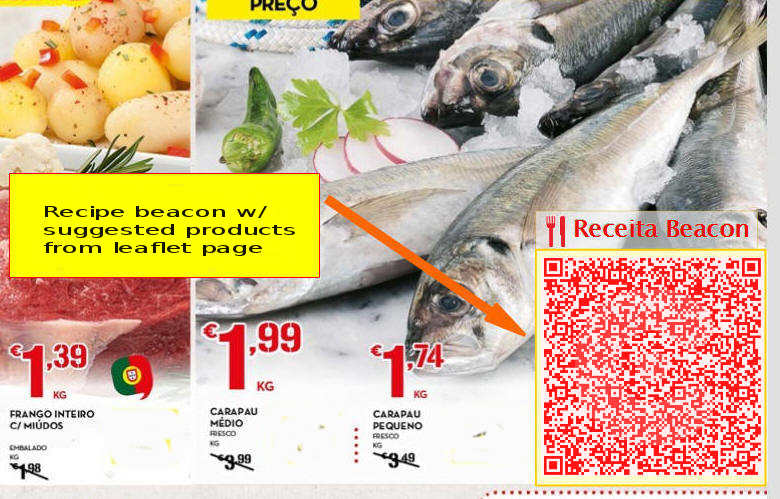 PREÇO
Recipe beacon w/
suggested products
from leaflet page
Receita Beacon
€1,39
KG
FRANGO INTEIRO
C/ MIÚDOS
EMBALADO
KG
€1,98
€1,99
KG
CARAPAU
MÉDIO
FRESCO
KG
€3,99
€1,74
KG
CARAPAU
PEQUENO
FRESCO
KG
€3,49